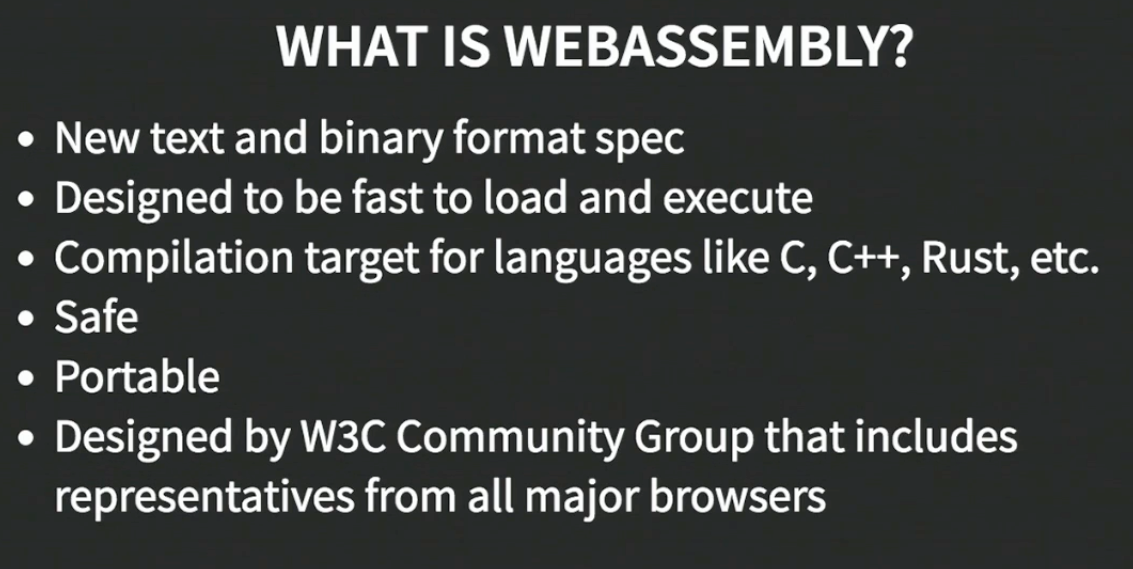 WHAT IS WEBASSEMBLY?
• New text and binary format spec
• Designed to be fast to load and execute
• Compilation target for languages like C, C++, Rust, etc.
• Safe
• Portable
• Designed by W3C Community Group that includes
representatives from all major browsers